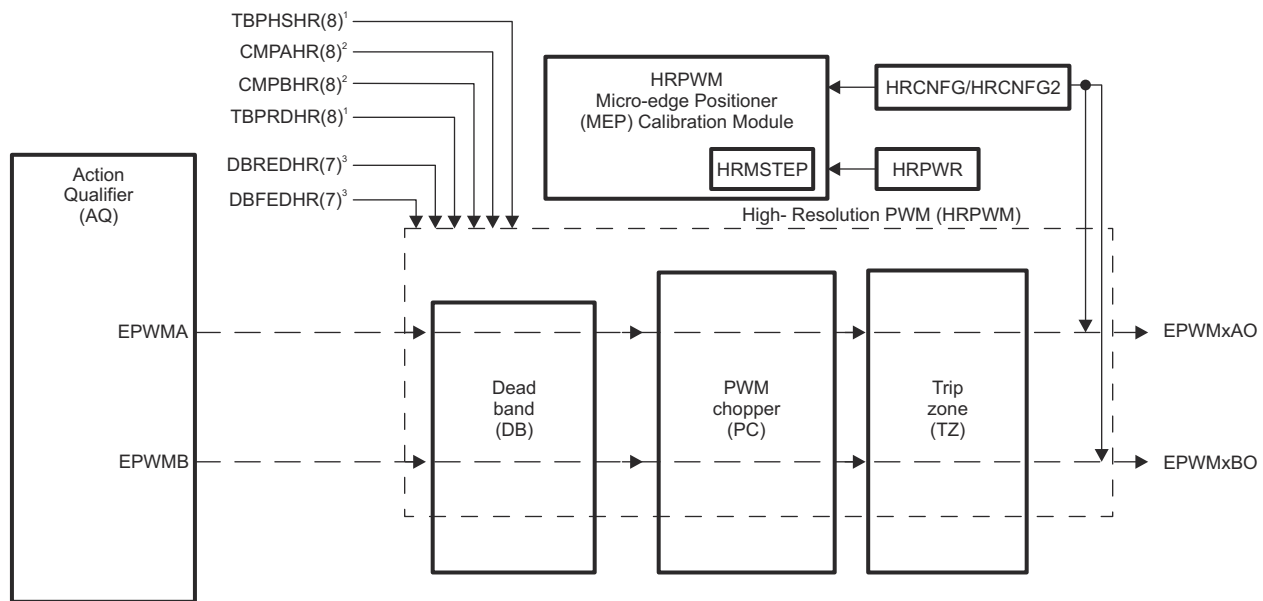 TBPHSHR(8)¹
CMPAHR(8)²
CMPBHR(8)²
TBPRDHR(8)¹
DBREDHR(7)³
DBFEDHR(7)³
HRPWM
Micro-edge Positioner
(MEP) Calibration Module
HRMSTEP
HRCNFG/HRCNFG2
HRPWR
High- Resolution PWM (HRPWM)
Action
Qualifier
(AQ)
EPWMA
EPWMB
Dead
band
(DB)
PWM
chopper
(PC)
Trip
zone
(TZ)
EPWMxAO
EPWMxBO